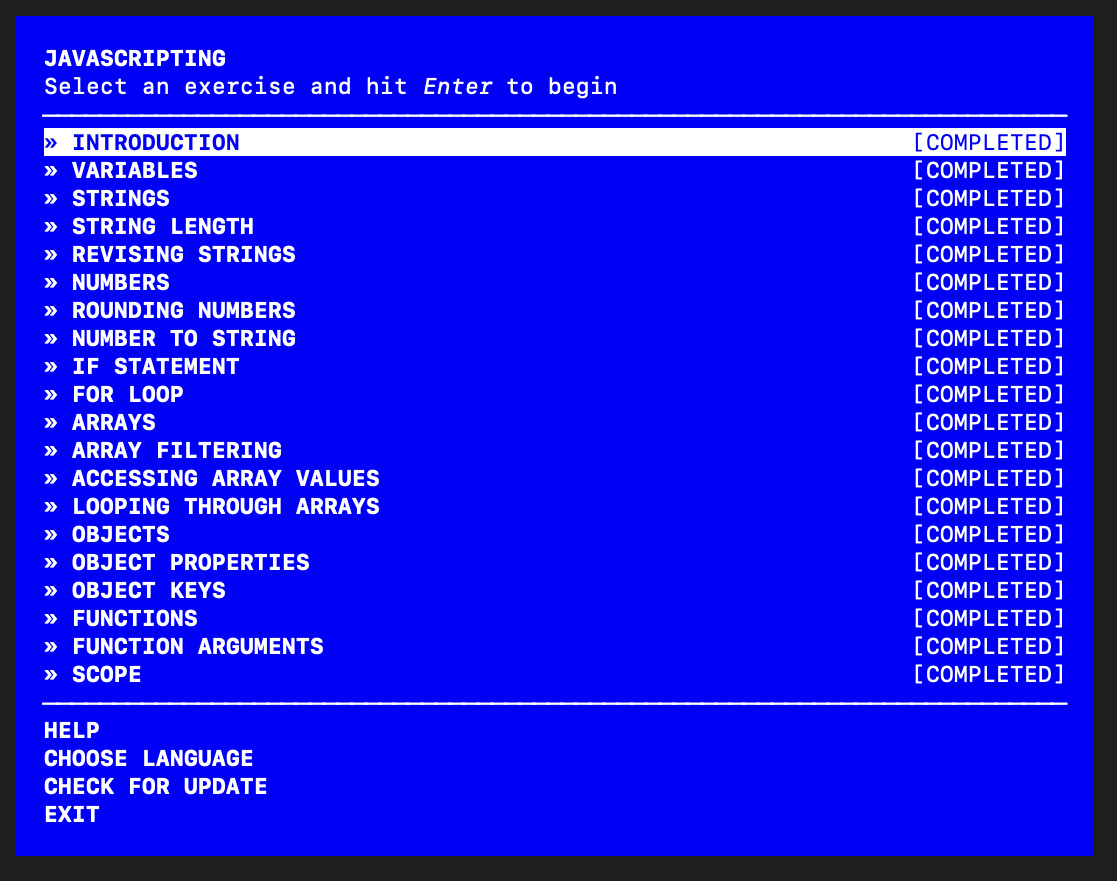 JAVASCRIPTING
Select an exercise and hit Enter to begin
» INTRODUCTION [COMPLETED]
» VARIABLES [COMPLETED]
» STRINGS [COMPLETED]
» STRING LENGTH [COMPLETED]
» REVISING STRINGS [COMPLETED]
» NUMBERS [COMPLETED]
» ROUNDING NUMBERS [COMPLETED]
» NUMBER TO STRING [COMPLETED]
» IF STATEMENT [COMPLETED]
» FOR LOOP [COMPLETED]
» ARRAYS [COMPLETED]
» ARRAY FILTERING [COMPLETED]
» ACCESSING ARRAY VALUES [COMPLETED]
» LOOPING THROUGH ARRAYS [COMPLETED]
» OBJECTS [COMPLETED]
» OBJECT PROPERTIES [COMPLETED]
» OBJECT KEYS [COMPLETED]
» FUNCTIONS [COMPLETED]
» FUNCTION ARGUMENTS [COMPLETED]
» SCOPE [COMPLETED]
HELP
CHOOSE LANGUAGE
CHECK FOR UPDATE
EXIT